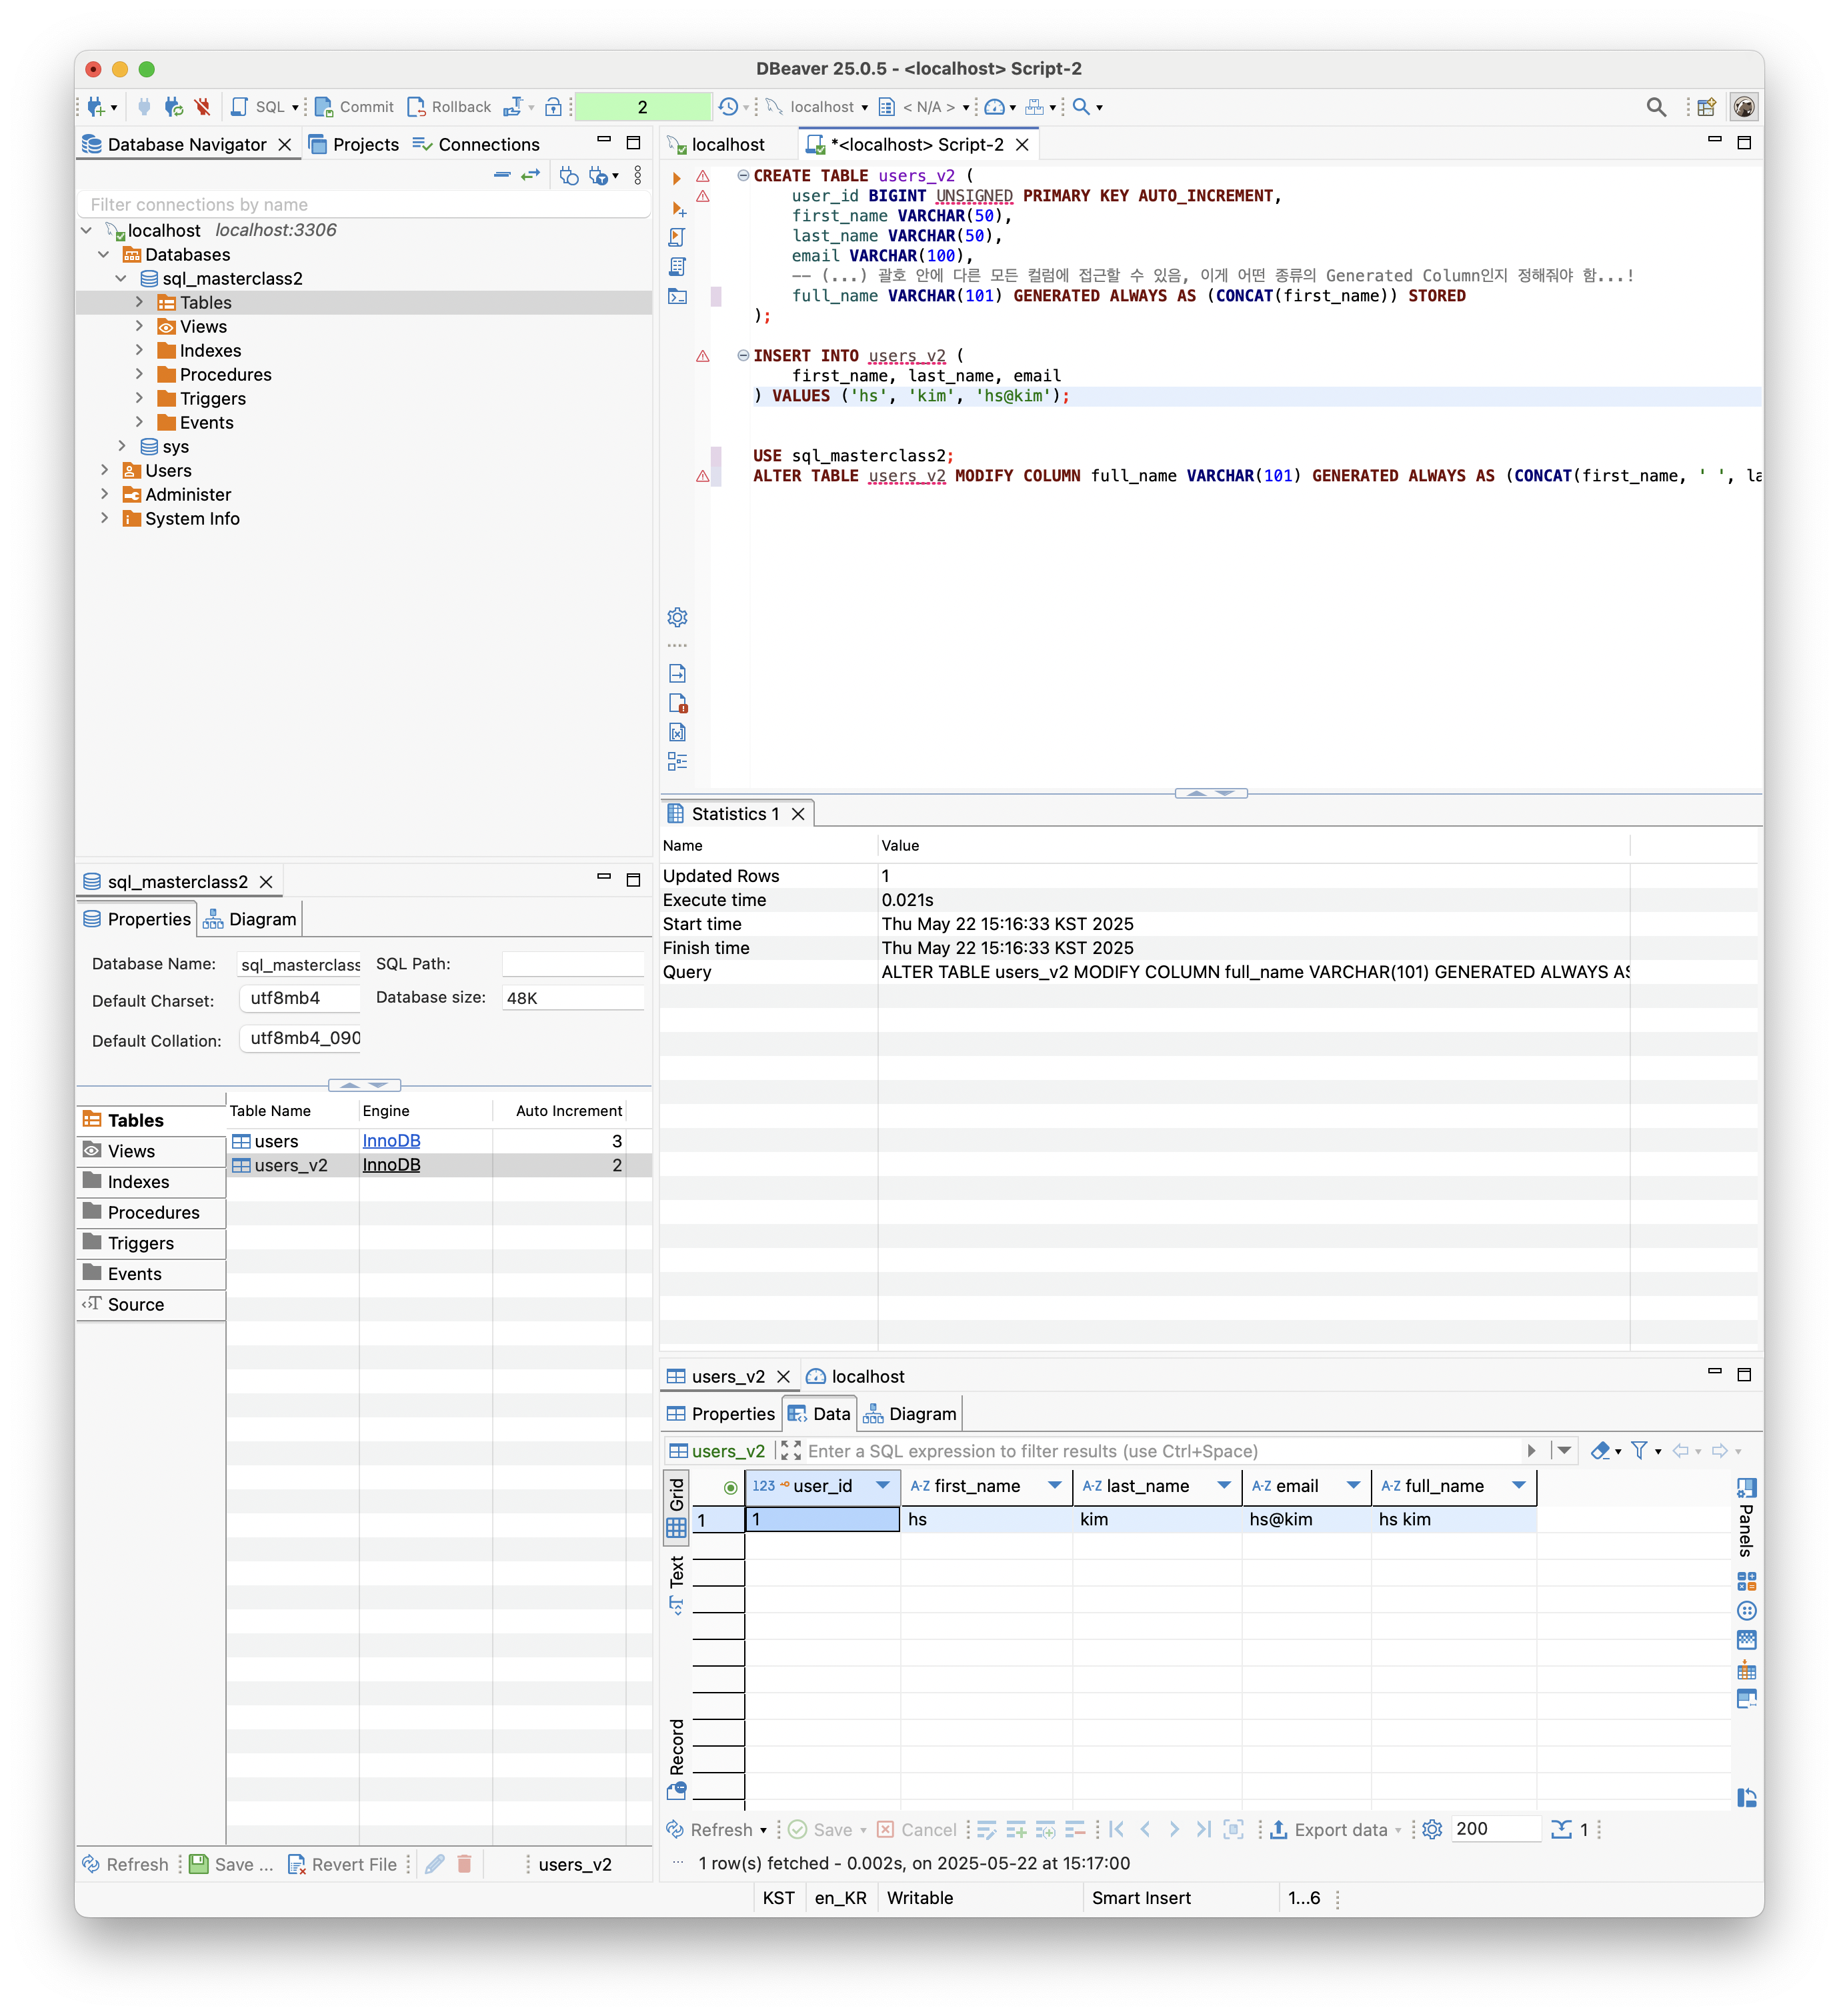 DBeaver 25.0.5 - <localhost> Script-2
SQL Commit Rollback 2 localhost < N/A >
Database Navigator Projects Connections
Filter connections by name
localhost localhost:3306
Databases
sql_masterclass2
Tables
Views
Indexes
Procedures
Triggers
Events
sys
Users
Administer
System Info
localhost *<localhost> Script-2
CREATE TABLE users_v2 (
user_id BIGINT UNSIGNED PRIMARY KEY AUTO_INCREMENT,
first_name VARCHAR(50),
last_name VARCHAR(50),
email VARCHAR(100),
-- (...) 괄호 안에 다른 모든 컬럼에 접근할 수 있음, 이게 어떤 종류의 Generated Column인지 정해줘야 함...!
full_name VARCHAR(101) GENERATED ALWAYS AS (CONCAT(first_name)) STORED
);
INSERT INTO users_v2 (
first_name, last_name, email
) VALUES ('hs', 'kim', 'hs@kim');
USE sql_masterclass2;
ALTER TABLE users_v2 MODIFY COLUMN full_name VARCHAR(101) GENERATED ALWAYS AS (CONCAT(first_name, ' ', la
Statistics 1
Name Value
Updated Rows 1
Execute time 0.021s
Start time Thu May 22 15:16:33 KST 2025
Finish time Thu May 22 15:16:33 KST 2025
Query ALTER TABLE users_v2 MODIFY COLUMN full_name VARCHAR(101) GENERATED ALWAYS AS
sql_masterclass2
Properties Diagram
Database Name: sql_masterclass SQL Path:
Default Charset: utf8mb4 Database size: 48K
Default Collation: utf8mb4_090
Tables
Views
Indexes
Procedures
Triggers
Events
Source
Table Name Engine Auto Increment
users InnoDB 3
users_v2 InnoDB 2
Refresh Save ... Revert File users_v2
users_v2 localhost
Properties Data Diagram
users_v2 Enter a SQL expression to filter results (use Ctrl+Space)
Grid
Text
Record
123 user_id A-Z first_name A-Z last_name A-Z email A-Z full_name
1 1 hs kim hs@kim hs kim
Panels
Refresh Save Cancel Export data 200 1
1 row(s) fetched - 0.002s, on 2025-05-22 at 15:17:00
KST en_KR Writable Smart Insert 1...6